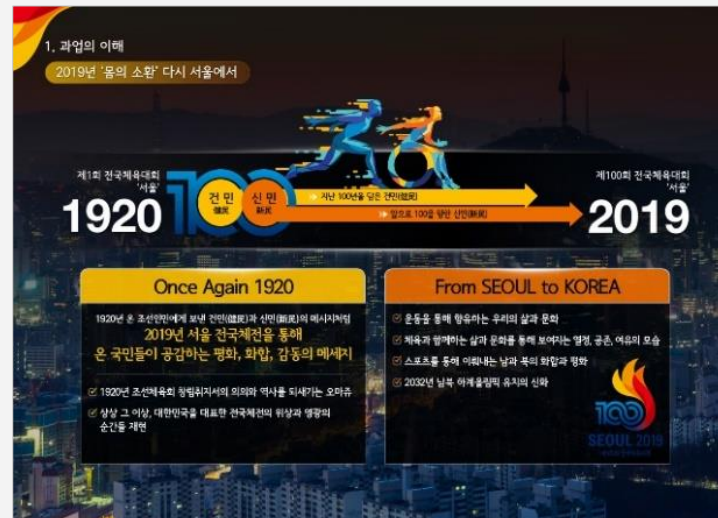 1. 과업의 이해
2019년 '몸의 소환' 다시 서울에서
제1회 전국체육대회
'서울'
1920
100
건민
健民
신민
新民
지난 100년을 담은 건민(健民)
앞으로 100을 향한 신민(新民)
제100회 전국체육대회
'서울'
2019
Once Again 1920
1920년 온 조선인민에게 보낸 건민(健民)과 신민(新民)의 메시지처럼
2019년 서울 전국체전을 통해
온 국민들이 공감하는 평화, 화합, 감동의 메세지
1920년 조선체육회 창립취지서의 의의와 역사를 되새기는 오마쥬
상상 그 이상, 대한민국을 대표한 전국체전의 위상과 영광의
순간들 재현
From SEOUL to KOREA
운동을 통해 향유하는 우리의 삶과 문화
체육과 함께하는 삶과 문화를 통해 보여지는 열정, 공존, 여유의 모습
스포츠를 통해 이뤄내는 남과 북의 화합과 평화
2032년 남북 하계올림픽 유치의 신화
100
SEOUL 2019